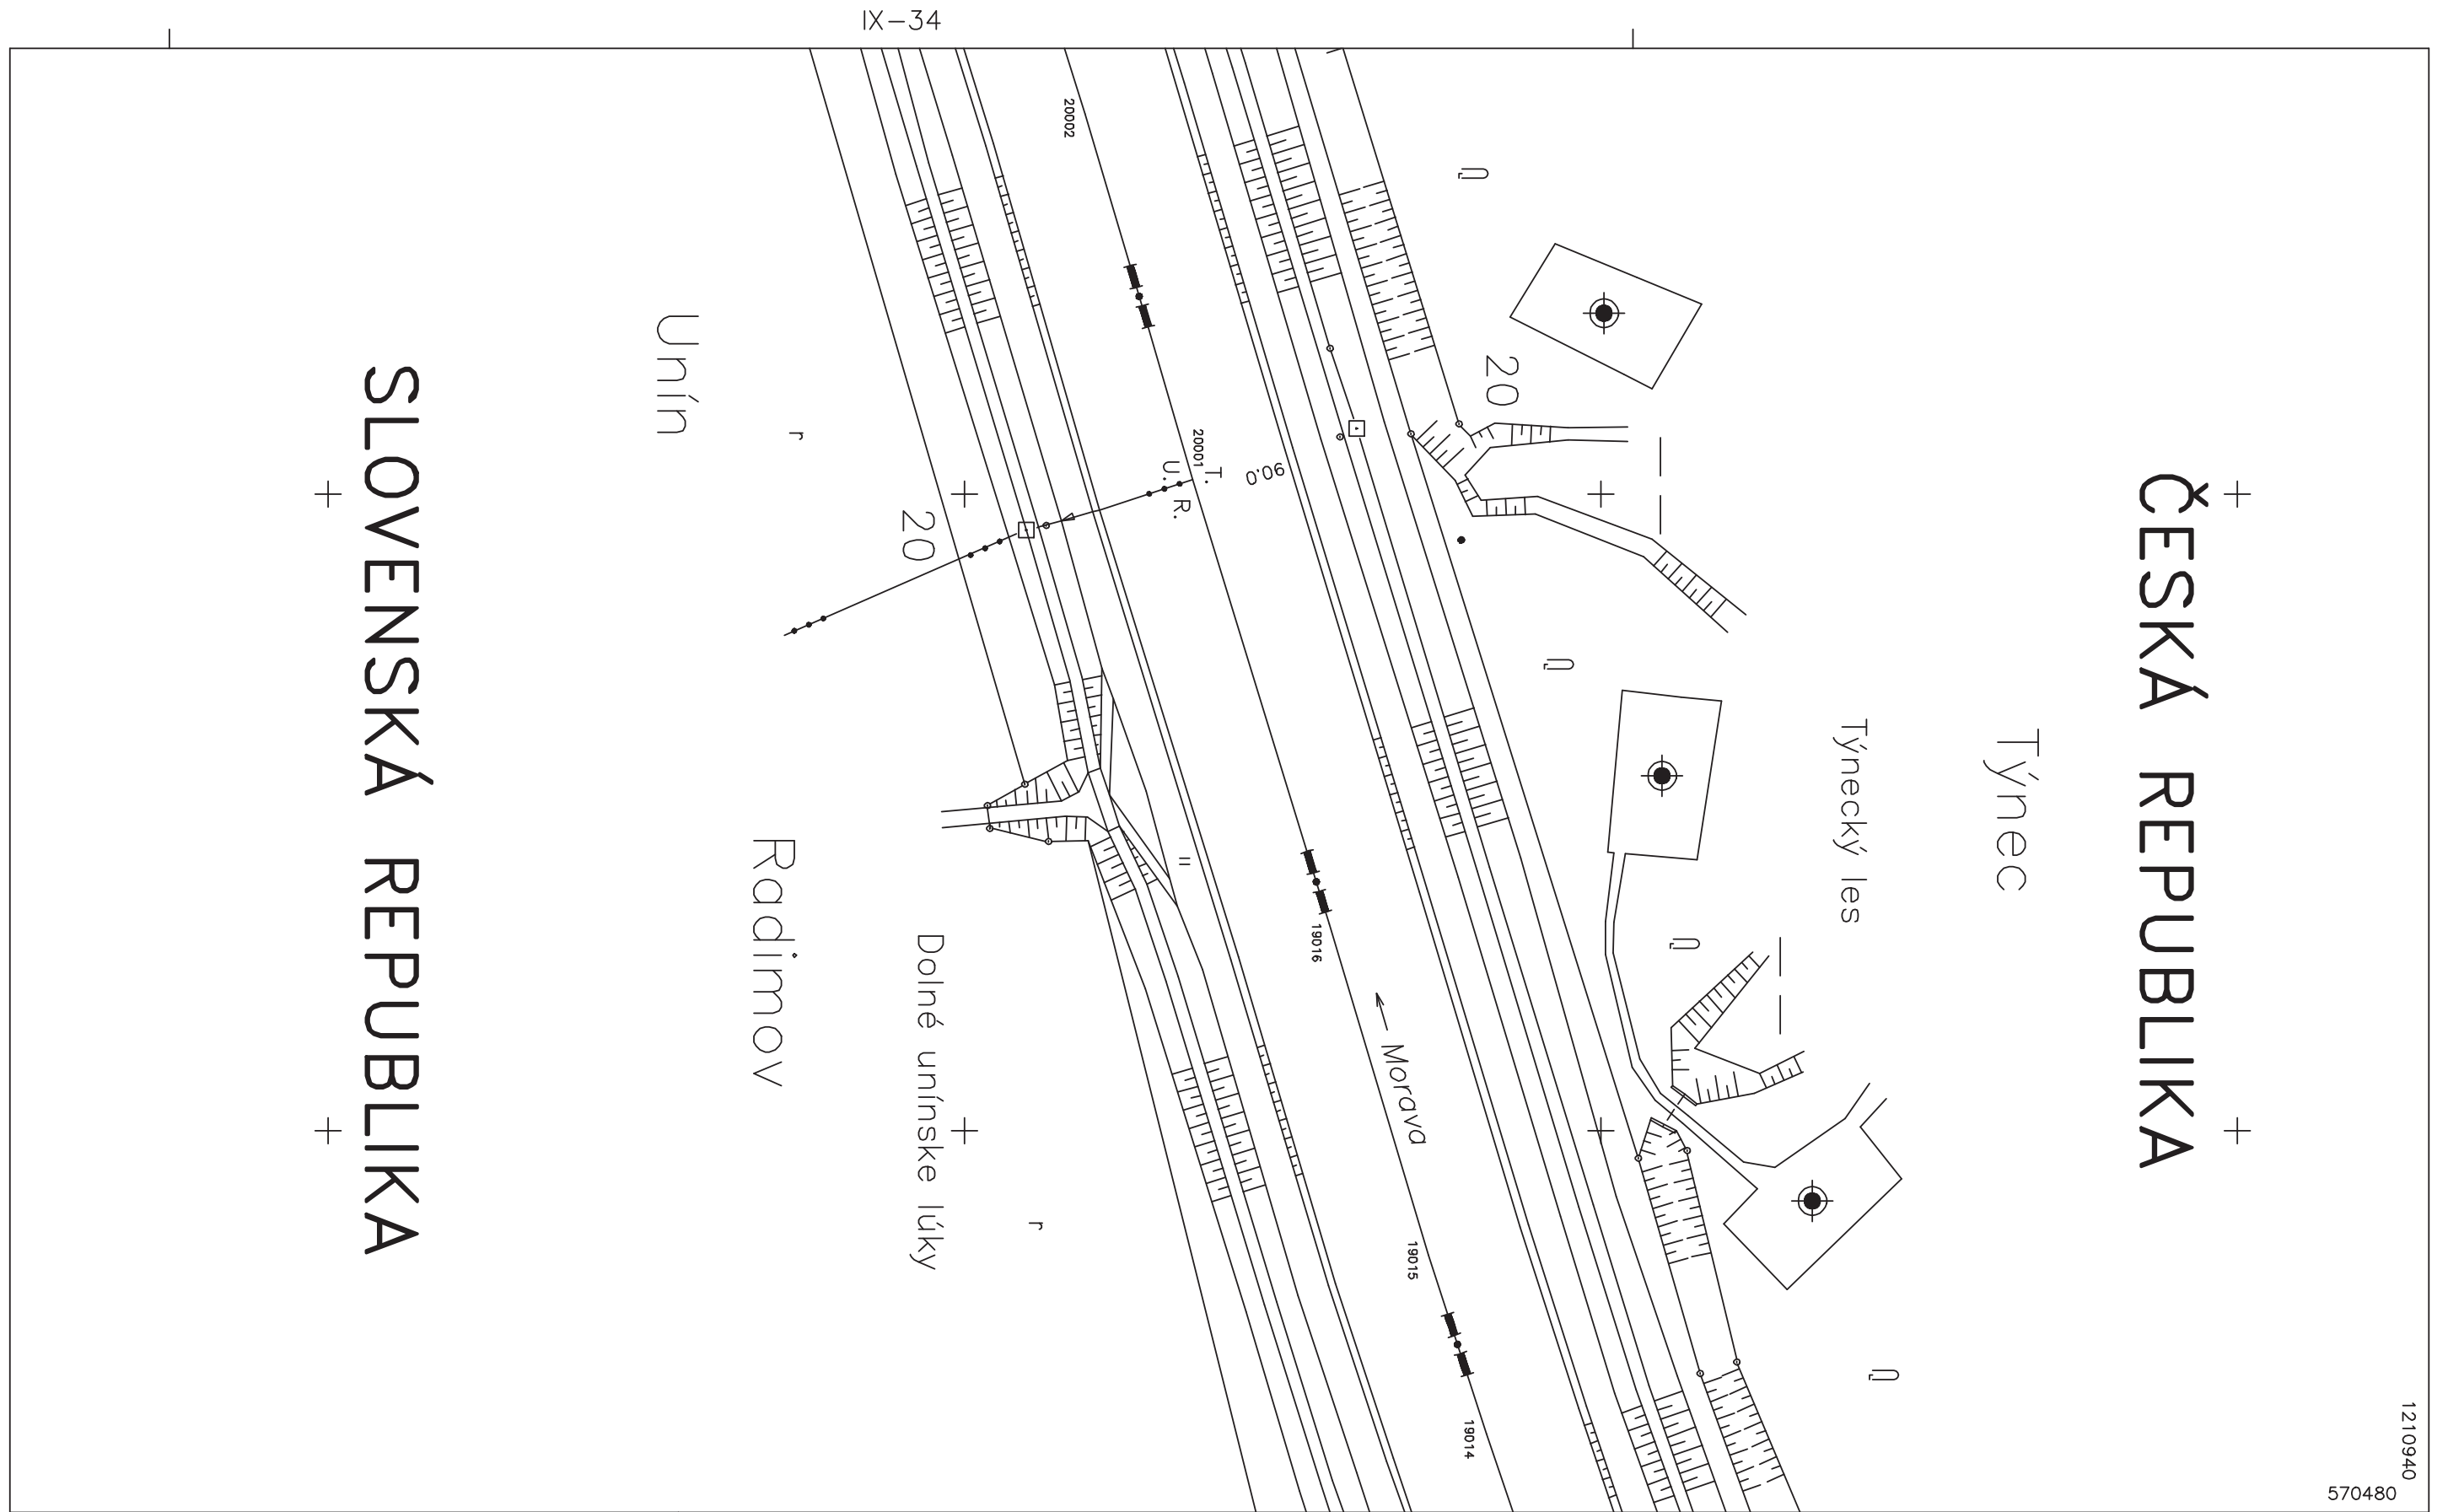 IX-34
ČESKÁ REPUBLIKA
Týnec
Týnecký les
20
20002
20001
T.
U. R.
90.0
20
19016
Morava
19015
19014
Unín
r
Radimov
Dolné unínske lúky
r
SLOVENSKÁ REPUBLIKA
1210940
570480